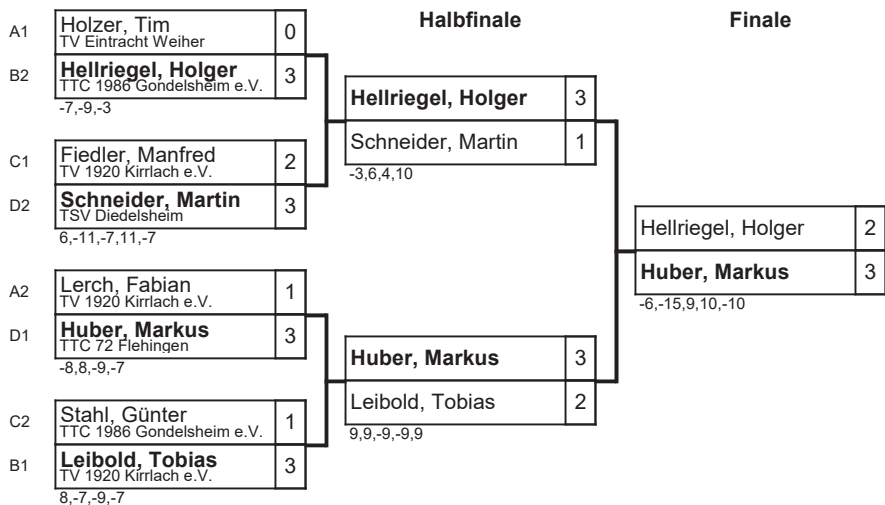 Halbfinale
Finale
A1
Holzer, Tim
TV Eintracht Weiher
0
B2
Hellriegel, Holger
TTC 1986 Gondelsheim e.V.
3
-7,-9,-3
C1
Fiedler, Manfred
TV 1920 Kirrlach e.V.
2
D2
Schneider, Martin
TSV Diedelsheim
3
6,-11,-7,11,-7
A2
Lerch, Fabian
TV 1920 Kirrlach e.V.
1
D1
Huber, Markus
TTC 72 Flehingen
3
-8,8,-9,-7
C2
Stahl, Günter
TTC 1986 Gondelsheim e.V.
1
B1
Leibold, Tobias
TV 1920 Kirrlach e.V.
3
8,-7,-9,-7
Hellriegel, Holger 3
Schneider, Martin 1
-3,6,4,10
Huber, Markus 3
Leibold, Tobias 2
9,9,-9,-9,9
Hellriegel, Holger 2
Huber, Markus 3
-6,-15,9,10,-10